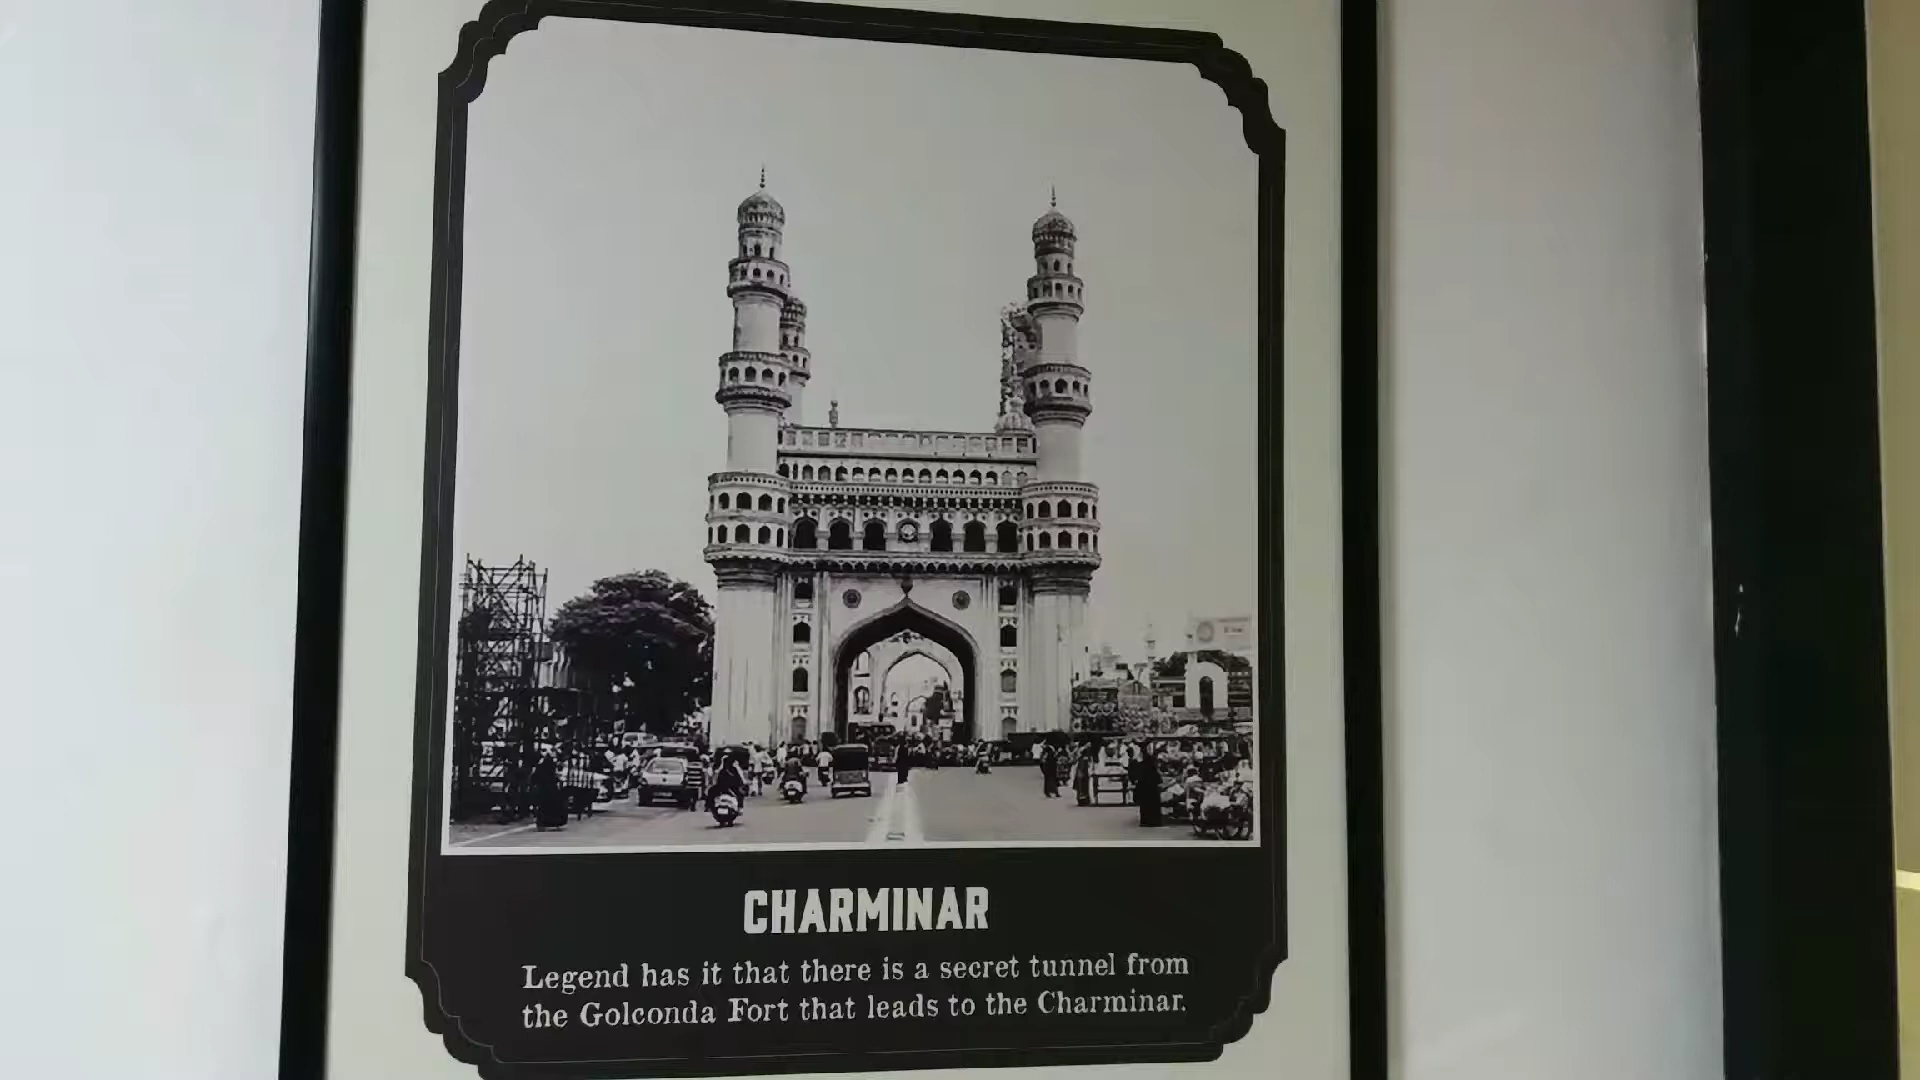 CHARMINAR
Legend has it that there is a secret tunnel from
the Golconda Fort that leads to the Charminar.